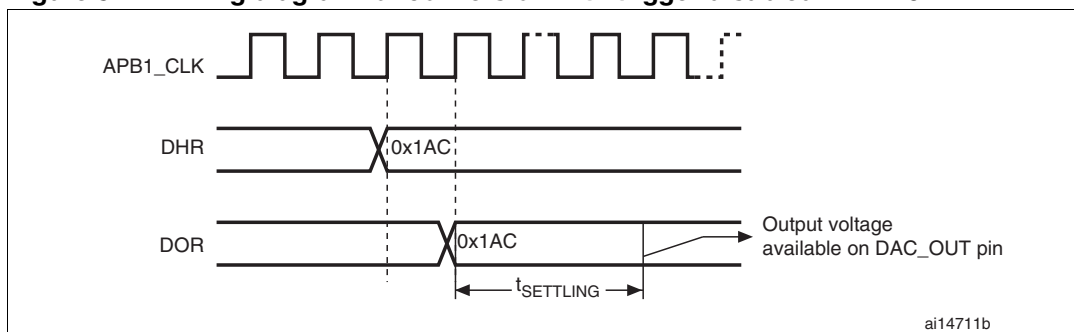 APB1_CLK
DHR
0x1AC
DOR
0x1AC
Output voltage
available on DAC_OUT pin
tSETTLING
ai14711b